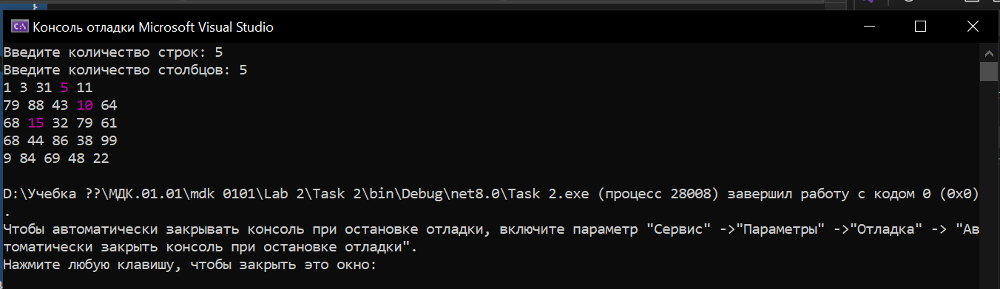 Консоль отладки Microsoft Visual Studio
Введите количество строк: 5
Введите количество столбцов: 5
1 3 31 5 11
79 88 43 10 64
68 15 32 79 61
68 44 86 38 99
9 84 69 48 22
D:\Учебка ??\МДК.01.01\mdk 0101\Lab 2\Task 2\bin\Debug\net8.0\Task 2.exe (процесс 28008) завершил работу с кодом 0 (0x0)
.
Чтобы автоматически закрывать консоль при остановке отладки, включите параметр "Сервис" ->"Параметры" ->"Отладка" -> "Ав
томатически закрыть консоль при остановке отладки".
Нажмите любую клавишу, чтобы закрыть это окно: